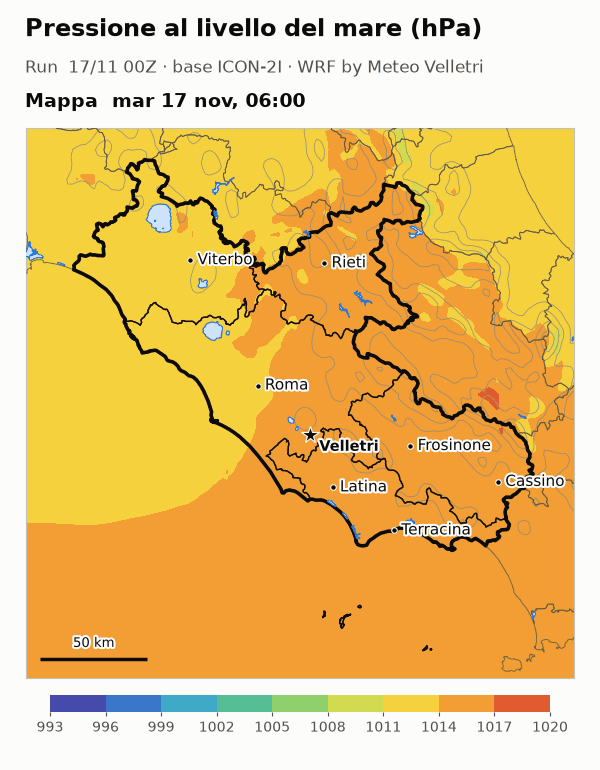 Pressione al livello del mare (hPa)
Run  17/11 00Z · base ICON-2I · WRF by Meteo Velletri
Mappa  mar 17 nov, 06:00
Viterbo
Rieti
Roma
Velletri
Frosinone
Latina
Cassino
Terracina
50 km
993 996 999 1002 1005 1008 1011 1014 1017 1020